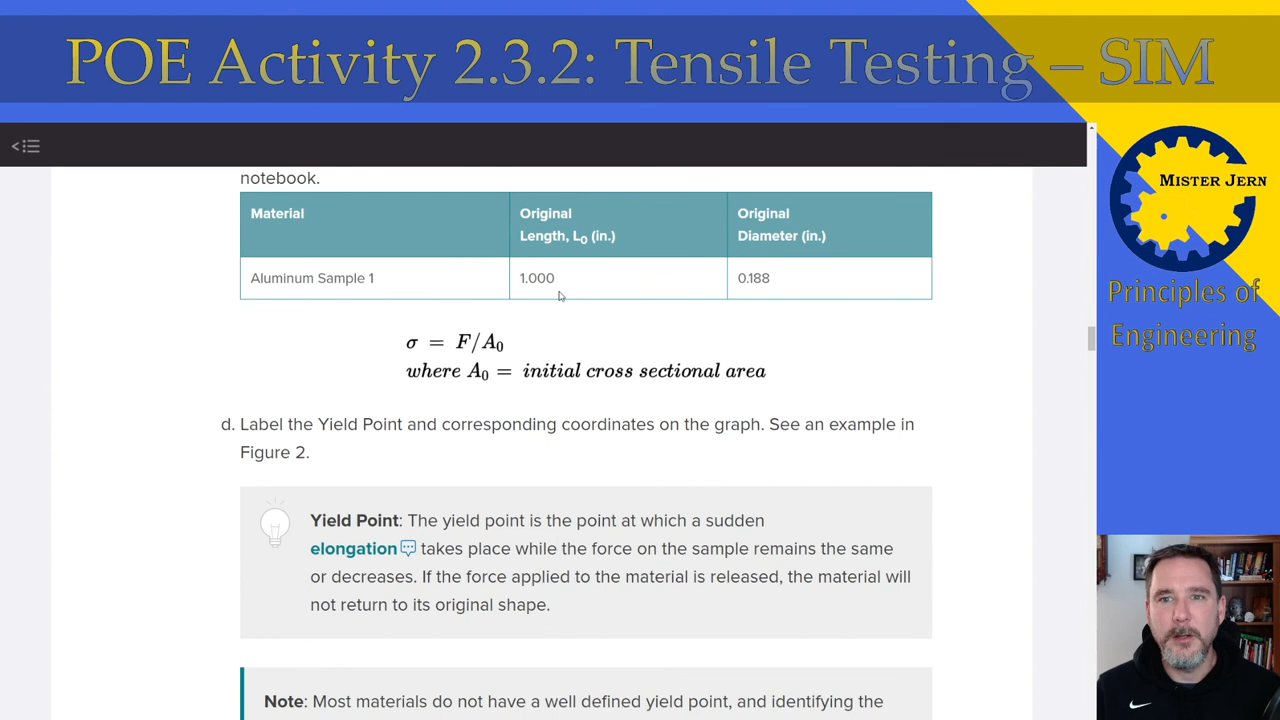 POE Activity 2.3.2: Tensile Testing – SIM
MISTER JERN
Principles of
Engineering
notebook.
Material
Original
Length, L₀ (in.)
Original
Diameter (in.)
Aluminum Sample 1
1.000
0.188
σ = F/A₀
where A₀ = initial cross sectional area
d. Label the Yield Point and corresponding coordinates on the graph. See an example in
Figure 2.
Yield Point: The yield point is the point at which a sudden
elongation takes place while the force on the sample remains the same
or decreases. If the force applied to the material is released, the material will
not return to its original shape.
Note: Most materials do not have a well defined yield point, and identifying the